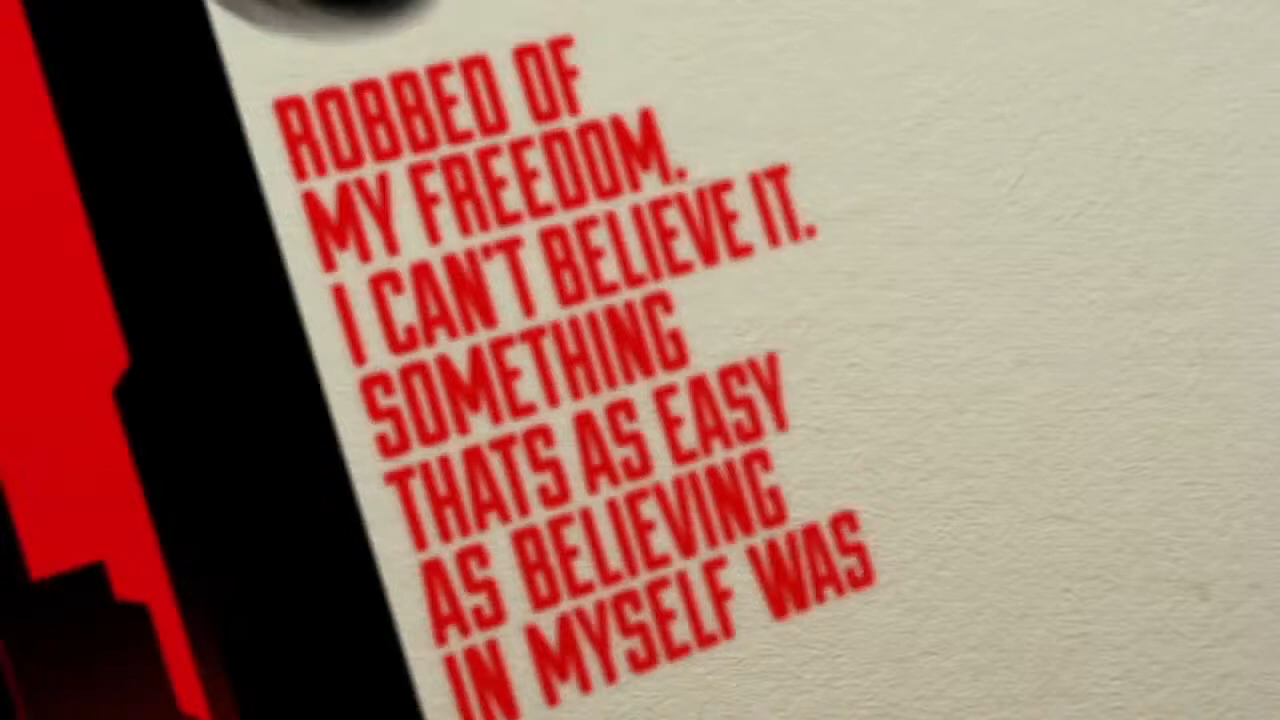 ROBBED OF
MY FREEDOM.
I CAN'T BELIEVE IT.
SOMETHING
THATS AS EASY
AS BELIEVING
IN MYSELF WAS